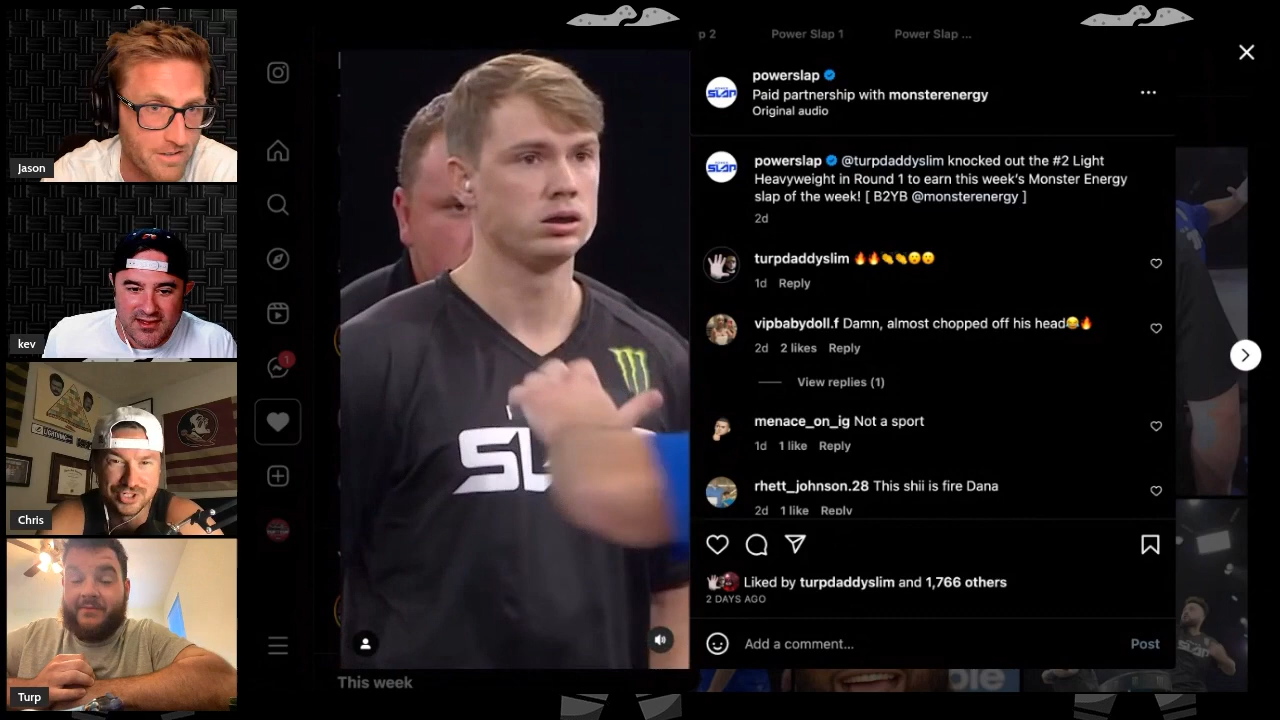 Jason
kev
LIGHTNING
Chris
Turp
1
p 2
Power Slap 1
Power Slap ...
SLAP
powerslap
Paid partnership with monsterenergy
Original audio
SLAP
powerslap @turpdaddyslim knocked out the #2 Light
Heavyweight in Round 1 to earn this week's Monster Energy
slap of the week! [ B2YB @monsterenergy ]
2d
turpdaddyslim 🔥🔥👏👏😮😮
1d Reply
vipbabydoll.f Damn, almost chopped off his head😂🔥
2d 2 likes Reply
View replies (1)
menace_on_ig Not a sport
1d 1 like Reply
rhett_johnson.28 This shii is fire Dana
2d 1 like Reply
Liked by turpdaddyslim and 1,766 others
2 DAYS AGO
Add a comment...
Post
SL
This week